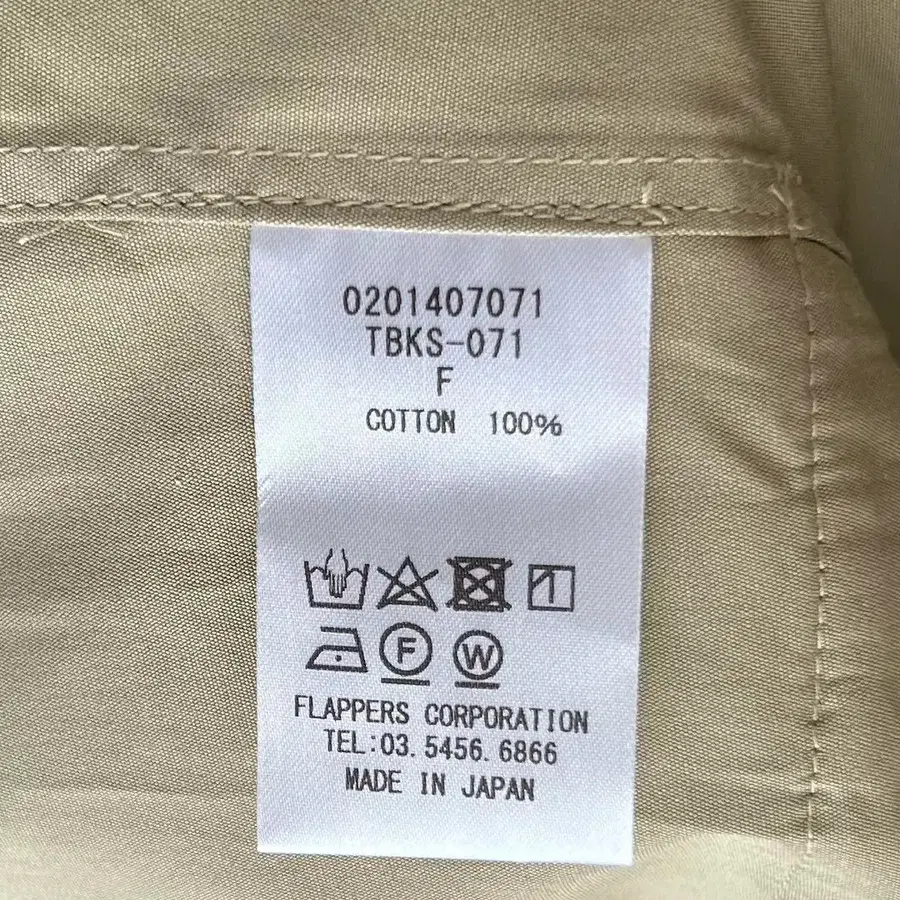 0201407071
TBKS-071
F
COTTON 100%
F W
FLAPPERS CORPORATION
TEL:03.5456.6866
MADE IN JAPAN